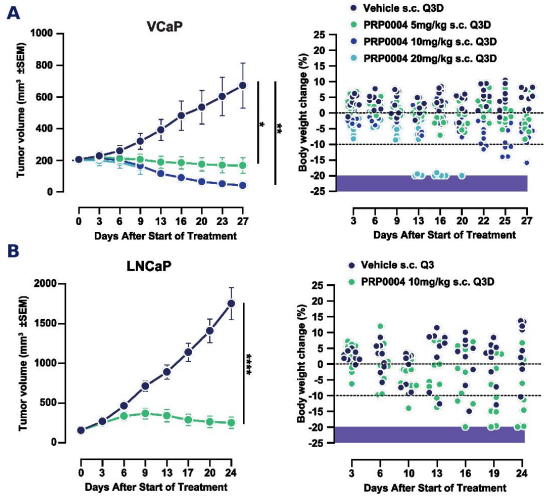 A
VCaP
Tumor volume (mm³ ±SEM)
1000
800
600
400
200
0
0 3 6 9 13 16 20 23 27
Days After Start of Treatment
*
**
Vehicle s.c. Q3D
PRP0004 5mg/kg s.c. Q3D
PRP0004 10mg/kg s.c. Q3D
PRP0004 20mg/kg s.c. Q3D
Body weight change (%)
25
20
15
10
5
0
-5
-10
-15
-20
-25
3 6 9 13 16 20 22 25 27
Days After Start of Treatment
B
LNCaP
Tumor volume (mm³ ±SEM)
2000
1500
1000
500
0
0 3 6 9 13 17 20 24
Days After Start of Treatment
****
Vehicle s.c. Q3
PRP0004 10mg/kg s.c. Q3D
Body weight change (%)
25
20
15
10
5
0
-5
-10
-15
-20
-25
3 6 10 13 16 19 24
Days After Start of Treatment